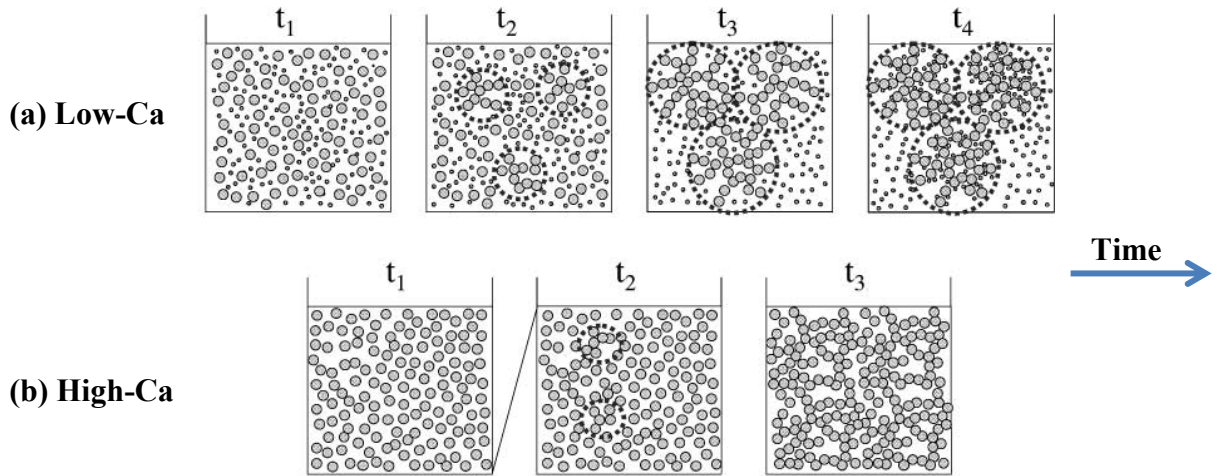 t₁ t₂ t₃ t₄
(a) Low-Ca
Time
t₁ t₂ t₃
(b) High-Ca